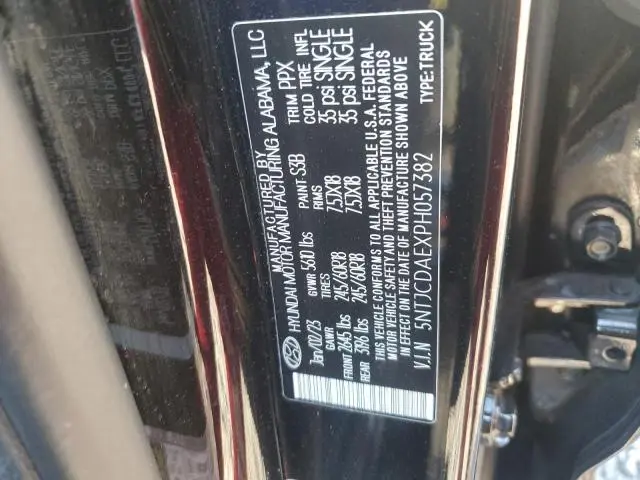 MANUFACTURED BY
HYUNDAI MOTOR MANUFACTURING ALABAMA, LLC
Jan/02/23 GVWR 5610 lbs PAINT S3B TRIM PPX
GAWR TIRES RIMS COLD TIRE INFL
FRONT 2645 lbs 245/60R18 7.5JX18 35 psi SINGLE
REAR 3196 lbs 245/60R18 7.5JX18 35 psi SINGLE
THIS VEHICLE CONFORMS TO ALL APPLICABLE U.S.A. FEDERAL
MOTOR VEHICLE SAFETY AND THEFT PREVENTION STANDARDS
IN EFFECT ON THE DATE OF MANUFACTURE SHOWN ABOVE
V.I.N 5NTJCDAEXPH057382 TYPE:TRUCK